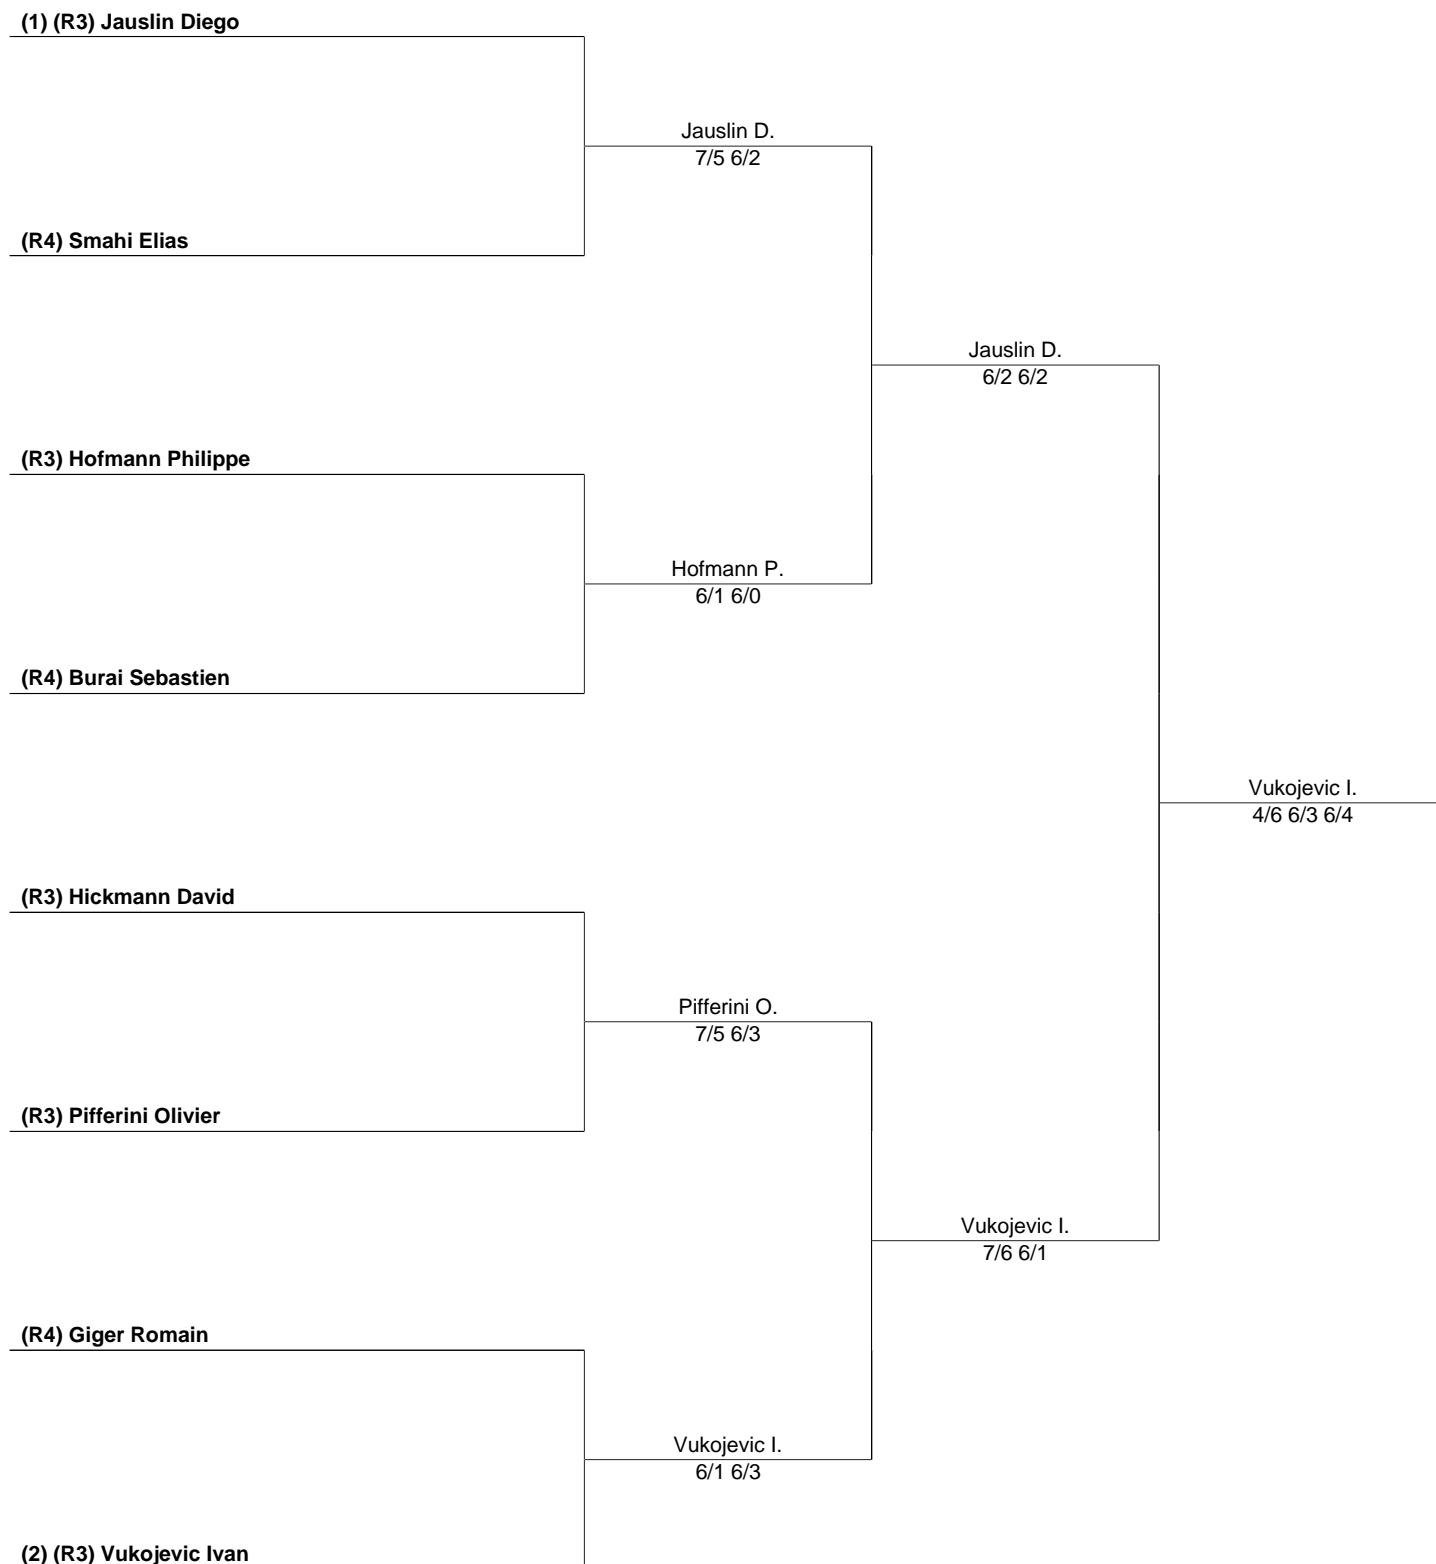 (1) (R3) Jauslin Diego
Jauslin D.
7/5 6/2
(R4) Smahi Elias
Jauslin D.
6/2 6/2
(R3) Hofmann Philippe
Hofmann P.
6/1 6/0
(R4) Burai Sebastien
Vukojevic I.
4/6 6/3 6/4
(R3) Hickmann David
Pifferini O.
7/5 6/3
(R3) Pifferini Olivier
Vukojevic I.
7/6 6/1
(R4) Giger Romain
Vukojevic I.
6/1 6/3
(2) (R3) Vukojevic Ivan